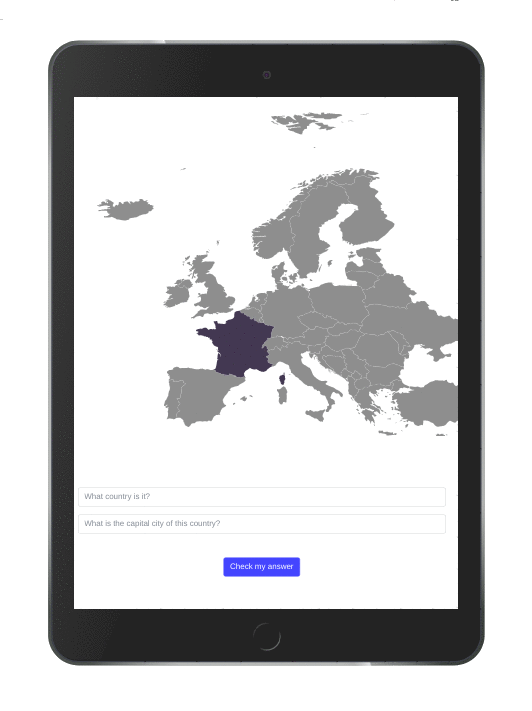 What country is it?
What is the capital city of this country?
Check my answer